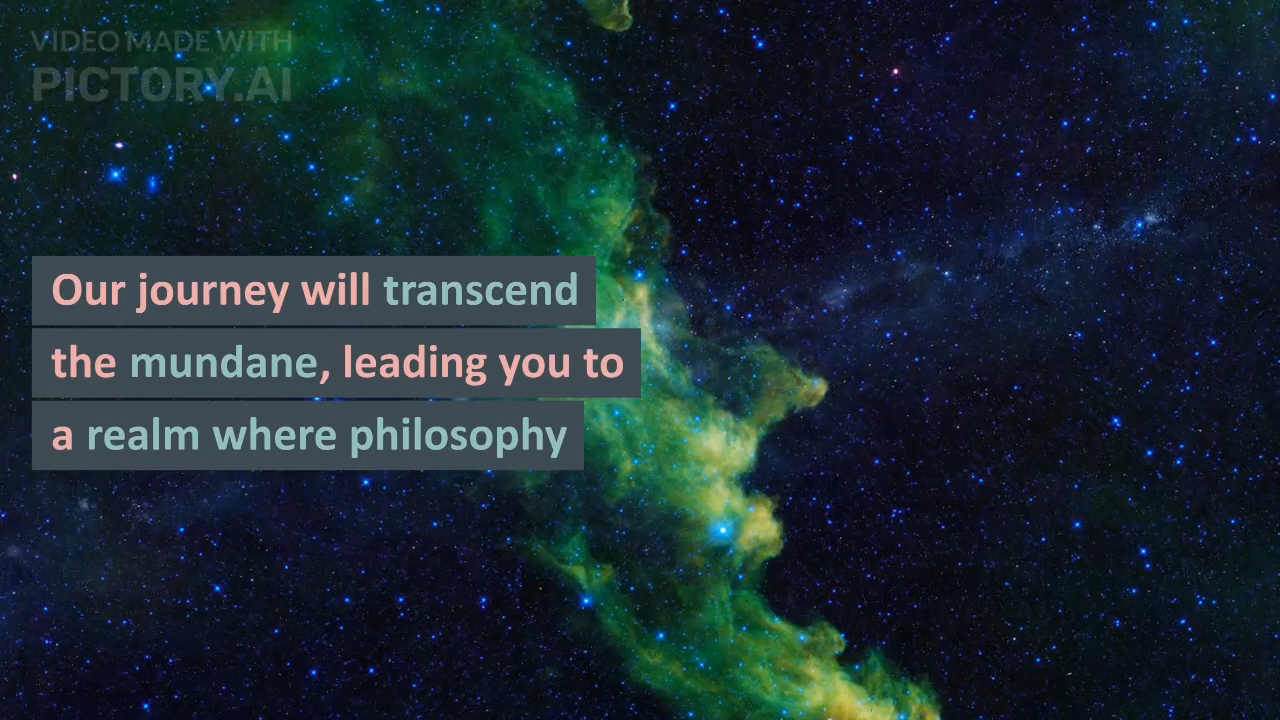 VIDEO MADE WITH
PICTORY.AI
Our journey will transcend
the mundane, leading you to
a realm where philosophy